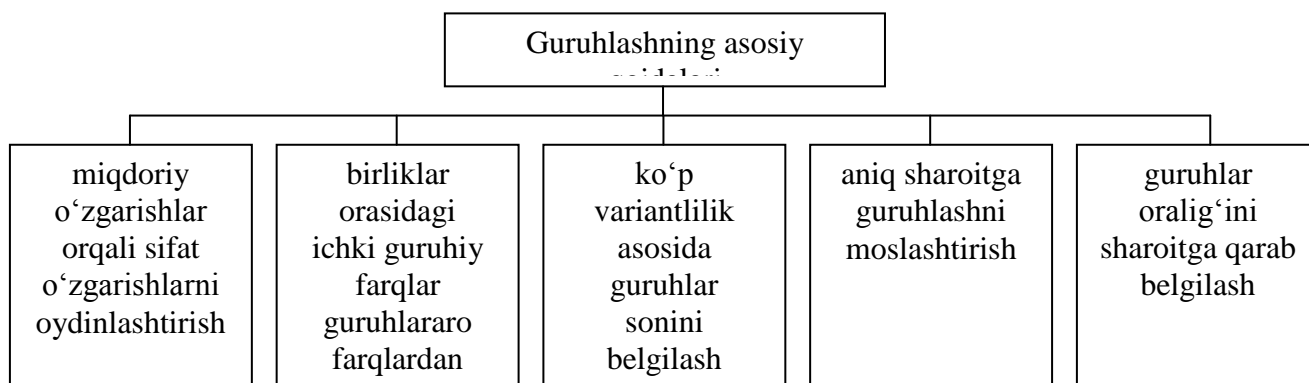 Guruhlashning asosiy
miqdoriy
o‘zgarishlar
orqali sifat
o‘zgarishlarni
oydinlashtirish
birliklar
orasidagi
ichki guruhiy
farqlar
guruhlararo
farqlardan
ko‘p
variantlilik
asosida
guruhlar
sonini
belgilash
aniq sharoitga
guruhlashni
moslashtirish
guruhlar
oralig‘ini
sharoitga qarab
belgilash